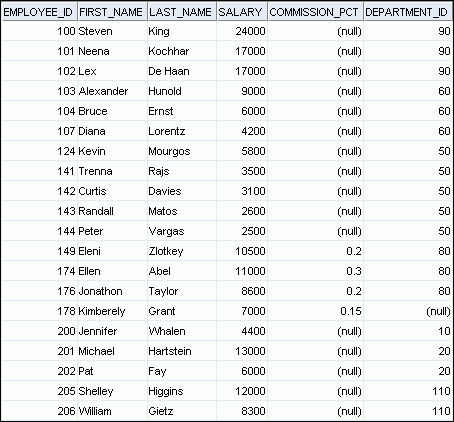 EMPLOYEE_ID FIRST_NAME LAST_NAME SALARY COMMISSION_PCT DEPARTMENT_ID
100 Steven King 24000 (null) 90
101 Neena Kochhar 17000 (null) 90
102 Lex De Haan 17000 (null) 90
103 Alexander Hunold 9000 (null) 60
104 Bruce Ernst 6000 (null) 60
107 Diana Lorentz 4200 (null) 60
124 Kevin Mourgos 5800 (null) 50
141 Trenna Rajs 3500 (null) 50
142 Curtis Davies 3100 (null) 50
143 Randall Matos 2600 (null) 50
144 Peter Vargas 2500 (null) 50
149 Eleni Zlotkey 10500 0.2 80
174 Ellen Abel 11000 0.3 80
176 Jonathon Taylor 8600 0.2 80
178 Kimberely Grant 7000 0.15 (null)
200 Jennifer Whalen 4400 (null) 10
201 Michael Hartstein 13000 (null) 20
202 Pat Fay 6000 (null) 20
205 Shelley Higgins 12000 (null) 110
206 William Gietz 8300 (null) 110